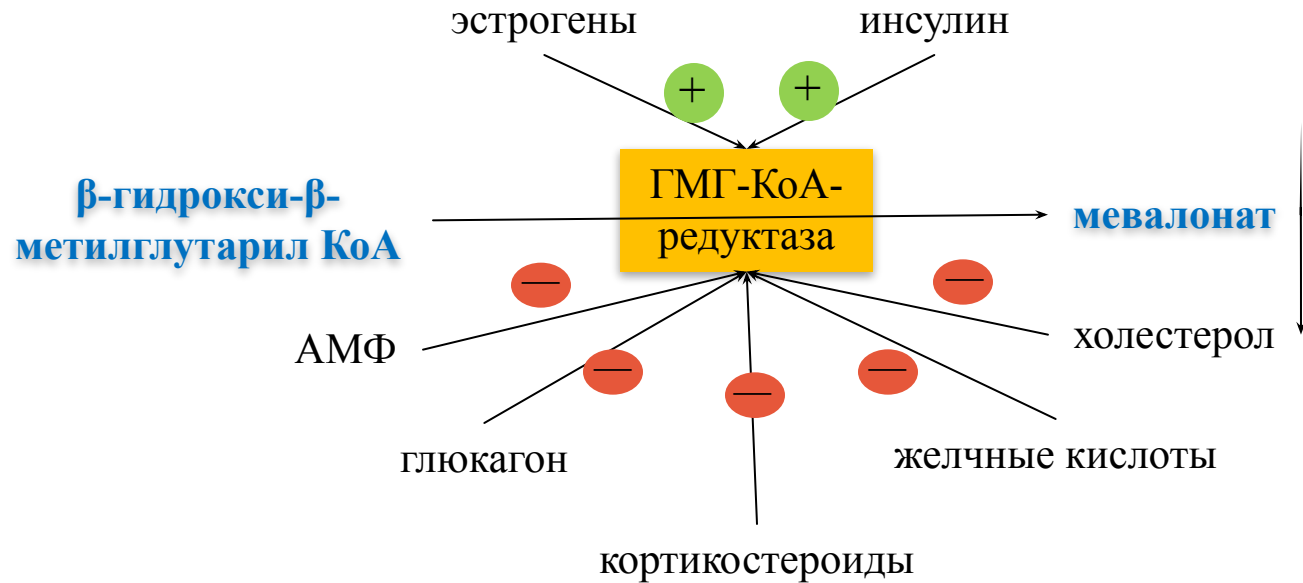 эстрогены
инсулин
+
+
β-гидрокси-β-
метилглутарил КоА
ГМГ-КоА-
редуктаза
мевалонат
—
—
АМФ
холестерол
—
—
—
глюкагон
желчные кислоты
кортикостероиды